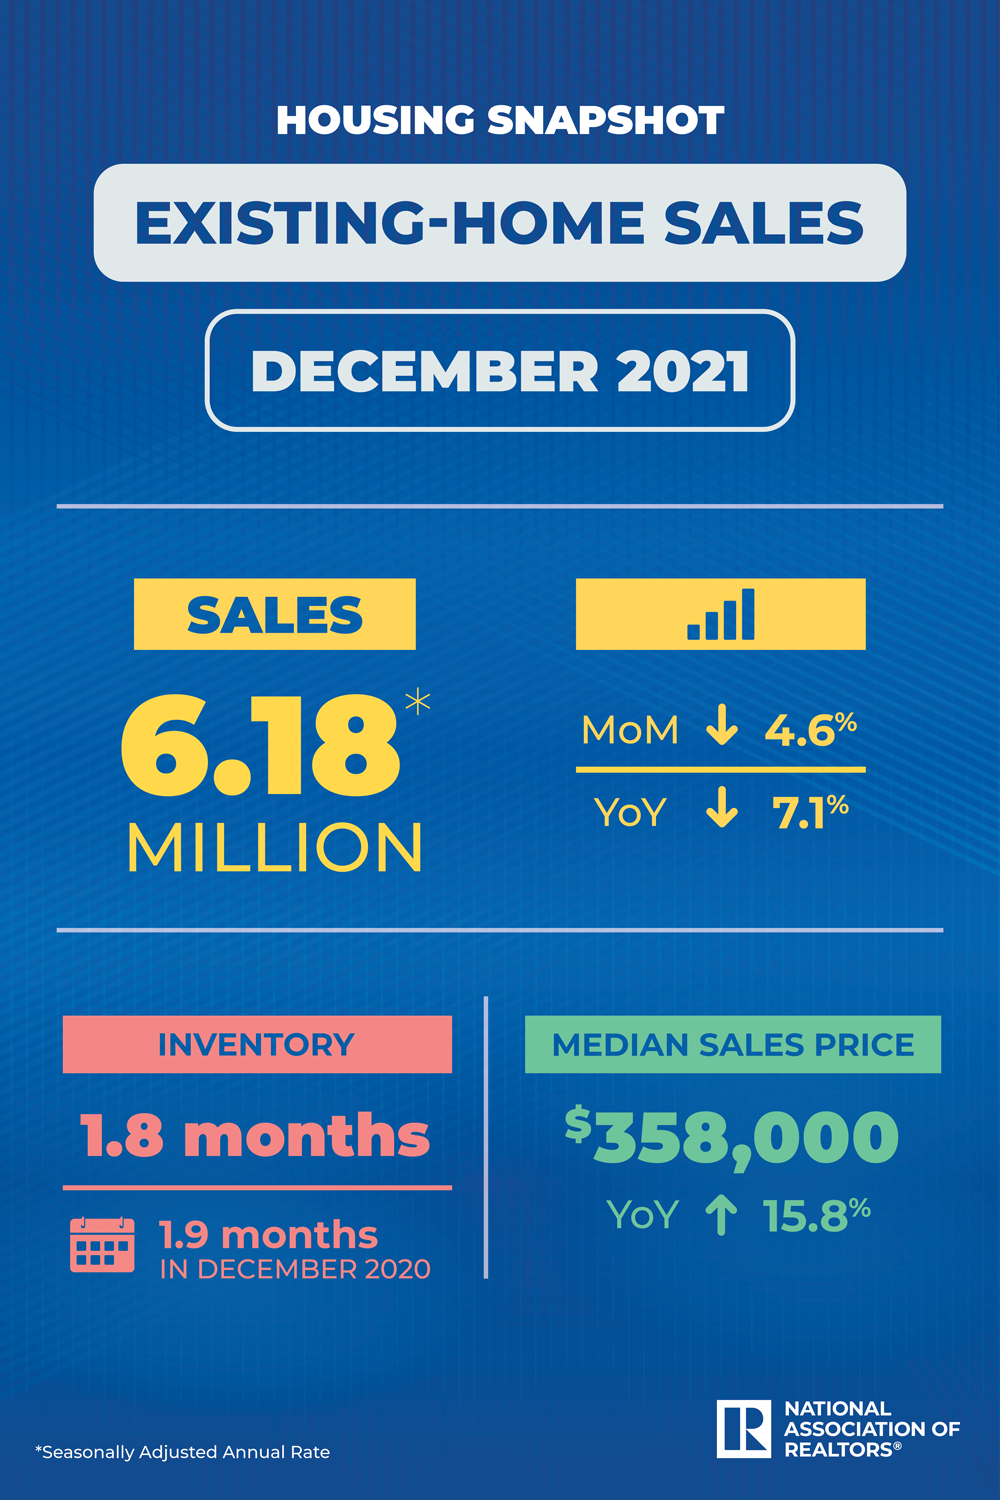 HOUSING SNAPSHOT
EXISTING-HOME SALES
DECEMBER 2021
SALES
6.18*
MILLION
MoM ↓ 4.6%
YoY ↓ 7.1%
INVENTORY
1.8 months
1.9 months
IN DECEMBER 2020
MEDIAN SALES PRICE
$358,000
YoY ↑ 15.8%
*Seasonally Adjusted Annual Rate
R
NATIONAL
ASSOCIATION OF
REALTORS®